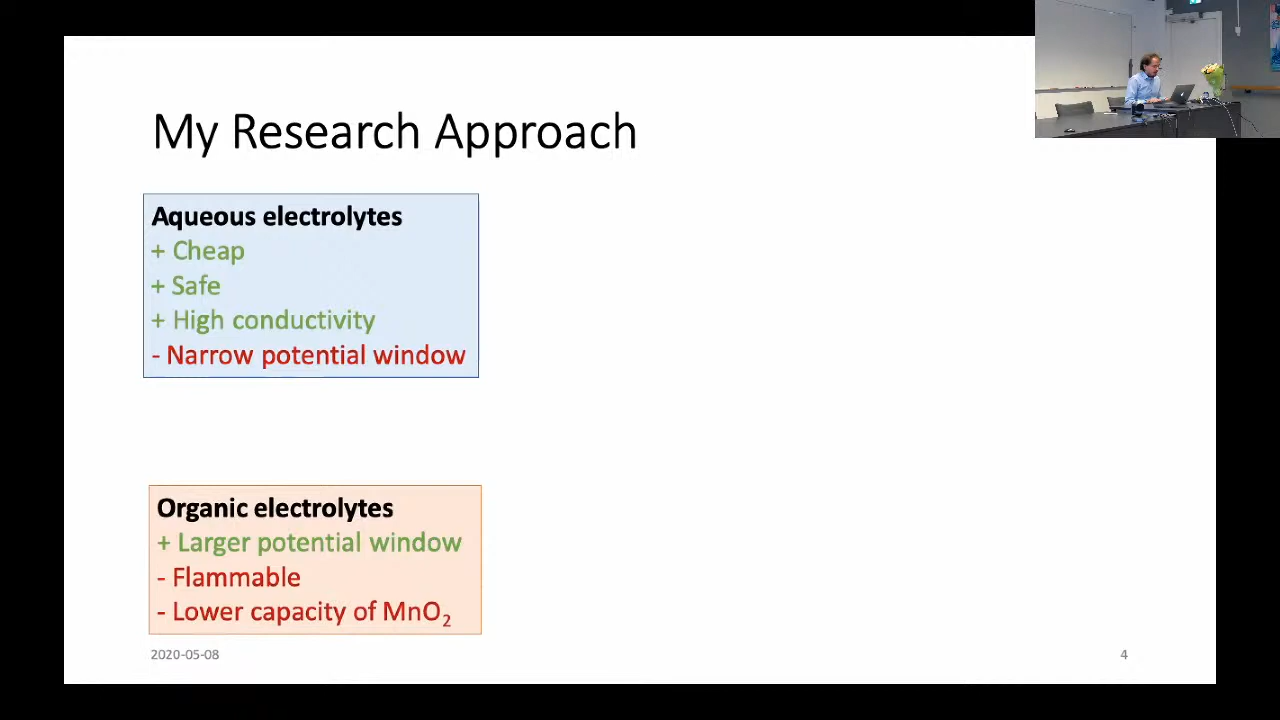 My Research Approach
Aqueous electrolytes
+ Cheap
+ Safe
+ High conductivity
- Narrow potential window
Organic electrolytes
+ Larger potential window
- Flammable
- Lower capacity of MnO₂
2020-05-08
4